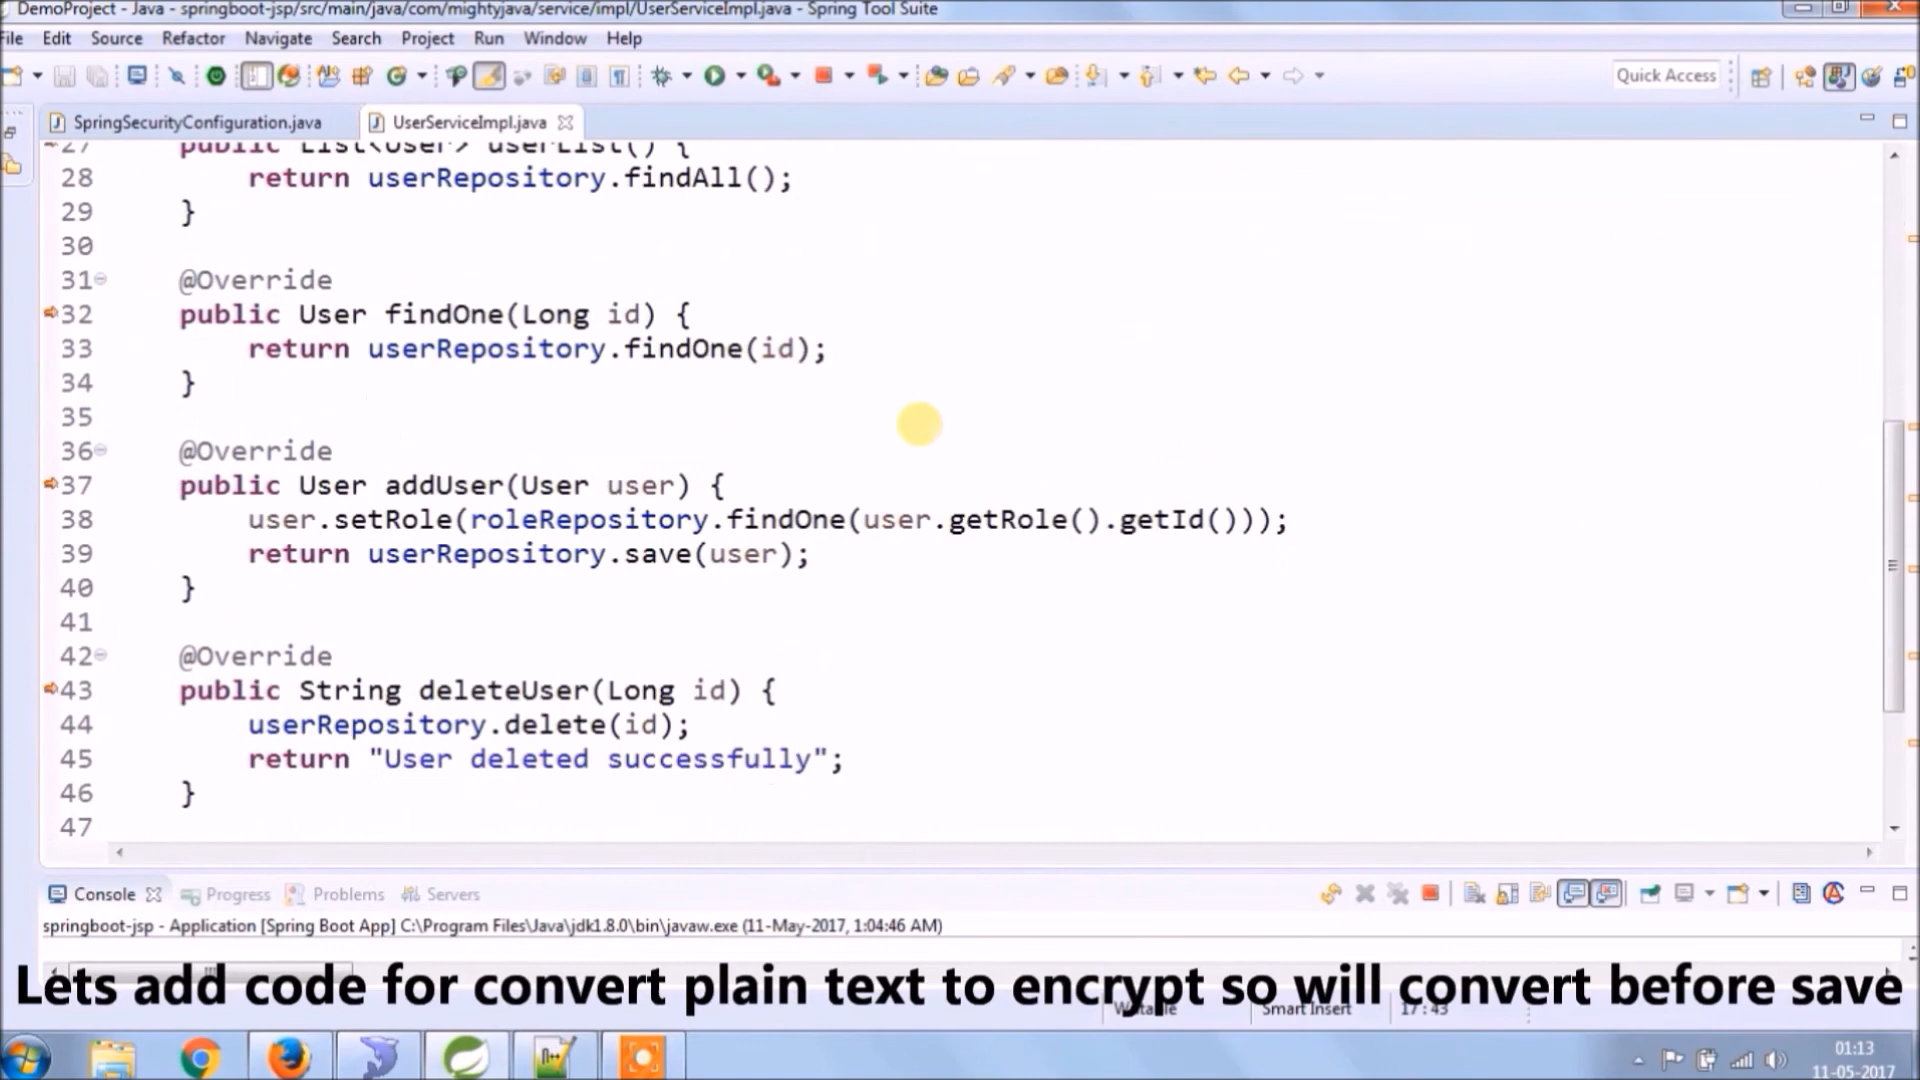 DemoProject - Java - springboot-jsp/src/main/java/com/mightyjava/service/impl/UserServiceImpl.java - Spring Tool Suite
File Edit Source Refactor Navigate Search Project Run Window Help
Quick Access
SpringSecurityConfiguration.java UserServiceImpl.java
27 public List<User> userList() {
28 return userRepository.findAll();
29 }
30
31 @Override
32 public User findOne(Long id) {
33 return userRepository.findOne(id);
34 }
35
36 @Override
37 public User addUser(User user) {
38 user.setRole(roleRepository.findOne(user.getRole().getId()));
39 return userRepository.save(user);
40 }
41
42 @Override
43 public String deleteUser(Long id) {
44 userRepository.delete(id);
45 return "User deleted successfully";
46 }
47
Console Progress Problems Servers
springboot-jsp - Application [Spring Boot App] C:\Program Files\Java\jdk1.8.0\bin\javaw.exe (11-May-2017, 1:04:46 AM)
Lets add code for convert plain text to encrypt so will convert before save
Writable Smart Insert 17 : 43
01:13
11-05-2017